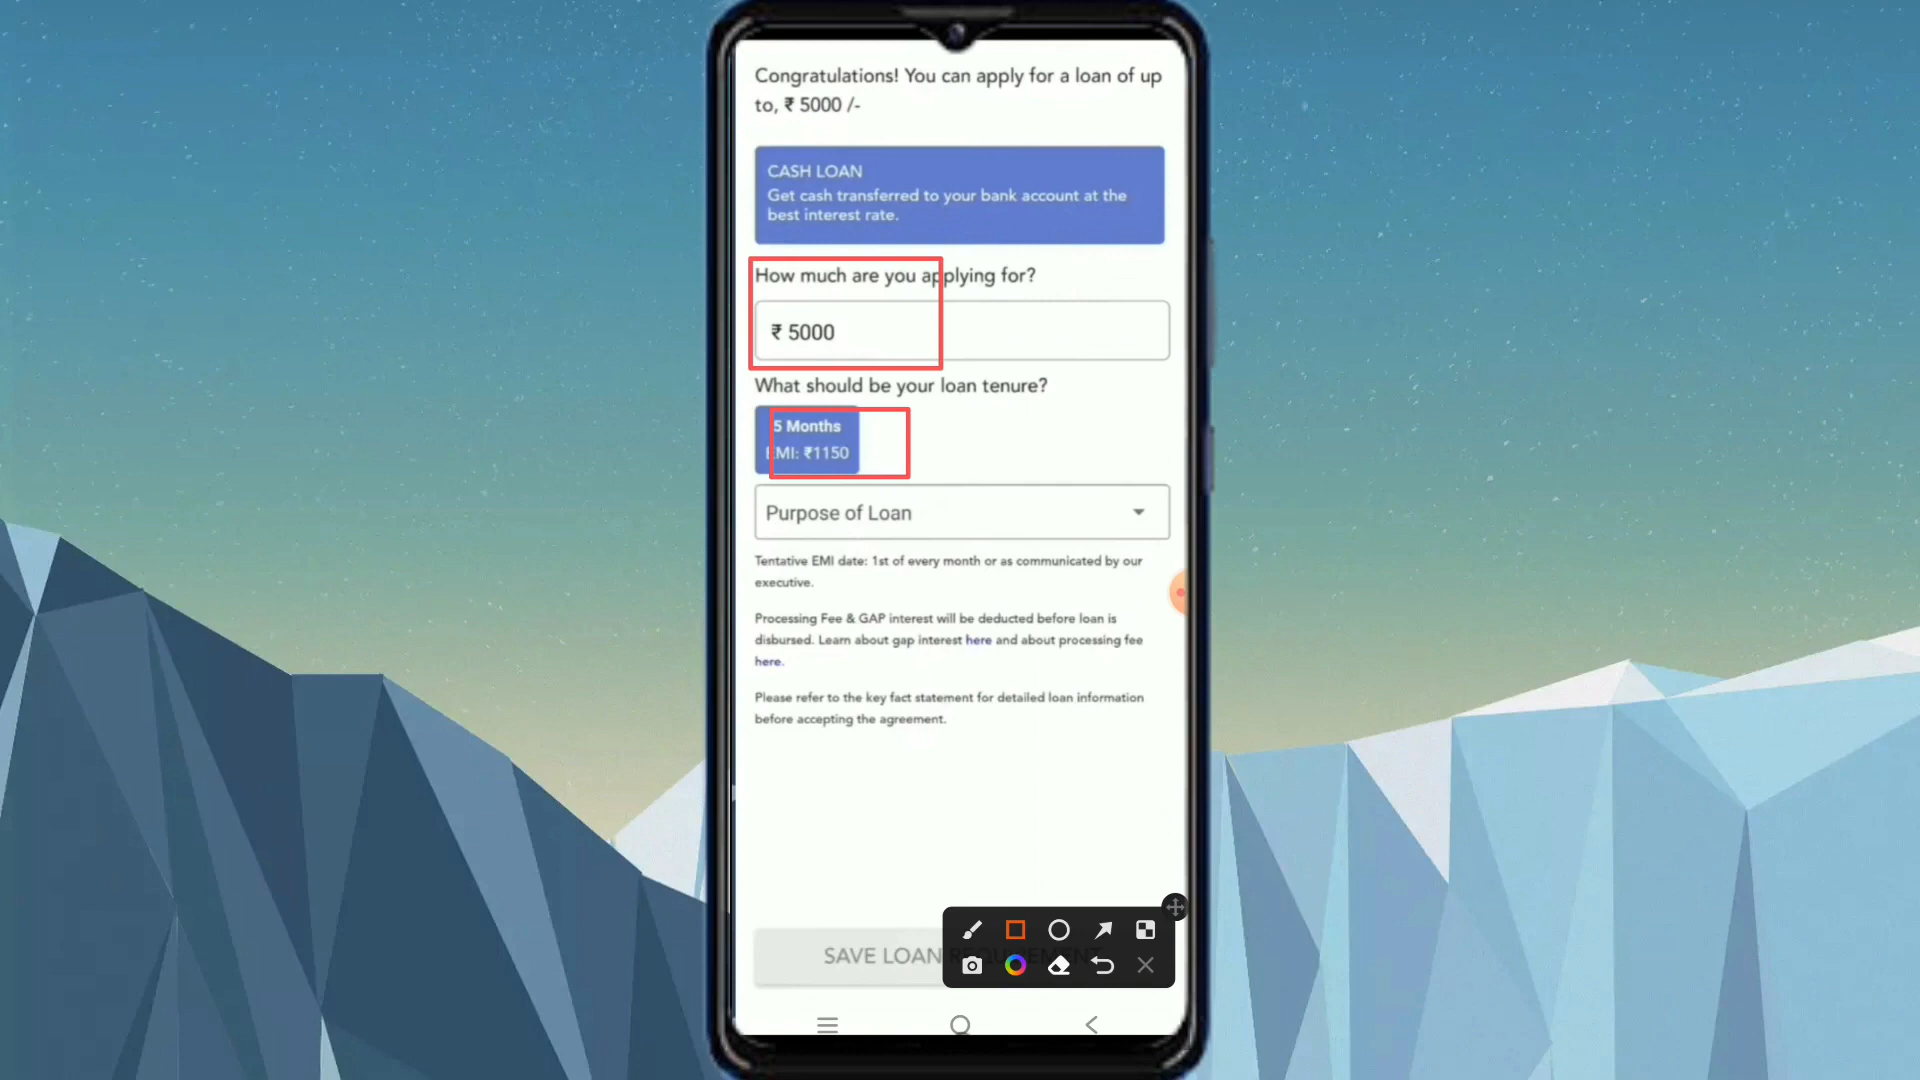 Congratulations! You can apply for a loan of up
to, ₹ 5000 /-
CASH LOAN
Get cash transferred to your bank account at the
best interest rate.
How much are you applying for?
₹ 5000
What should be your loan tenure?
5 Months
EMI: ₹1150
Purpose of Loan
Tentative EMI date: 1st of every month or as communicated by our
executive.
Processing Fee & GAP interest will be deducted before loan is
disbursed. Learn about gap interest here and about processing fee
here.
Please refer to the key fact statement for detailed loan information
before accepting the agreement.
SAVE LOAN